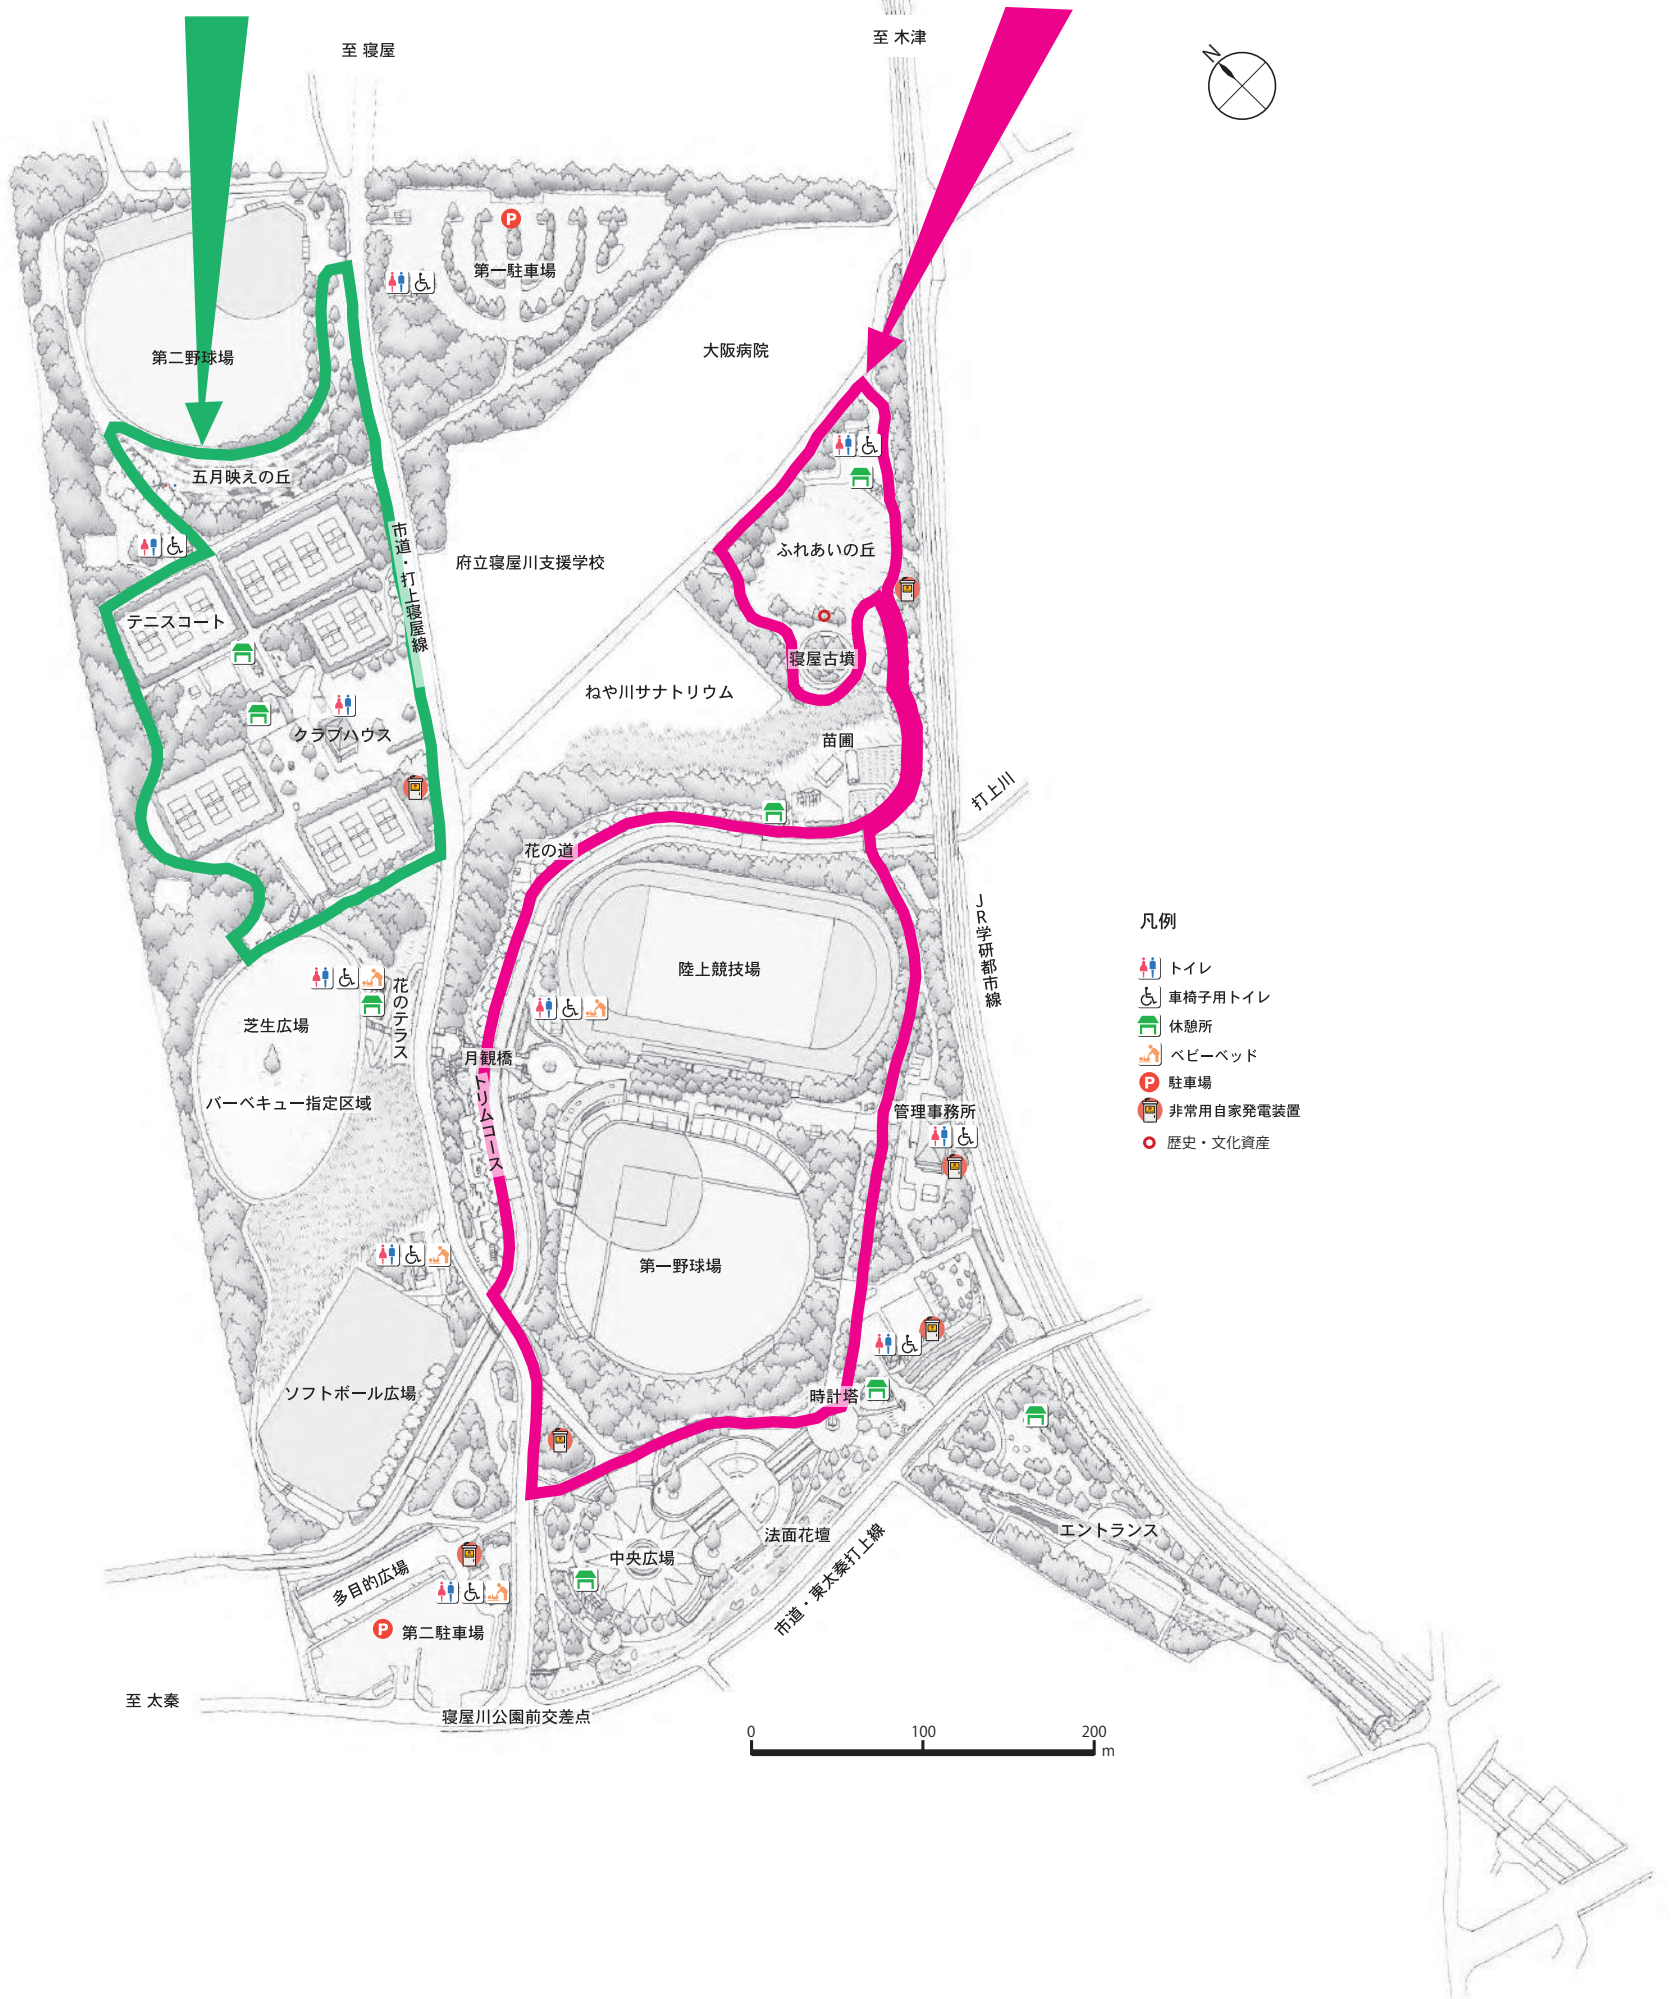 至 寝屋
至 木津
N
P
第一駐車場
第二野球場
大阪病院
五月映えの丘
市道・打上寝屋線
府立寝屋川支援学校
ふれあいの丘
テニスコート
寝屋古墳
ねや川サナトリウム
クラブハウス
苗圃
打上川
花の道
JR学研都市線
凡例
陸上競技場
トイレ
花のテラス
車椅子用トイレ
芝生広場
休憩所
月観橋
ベビーベッド
トリムコース
P
駐車場
バーベキュー指定区域
管理事務所
非常用自家発電装置
歴史・文化資産
第一野球場
ソフトボール広場
時計塔
エントランス
法面花壇
中央広場
市道・東太秦打上線
多目的広場
P
第二駐車場
至 太秦
寝屋川公園前交差点
0 100 200
m